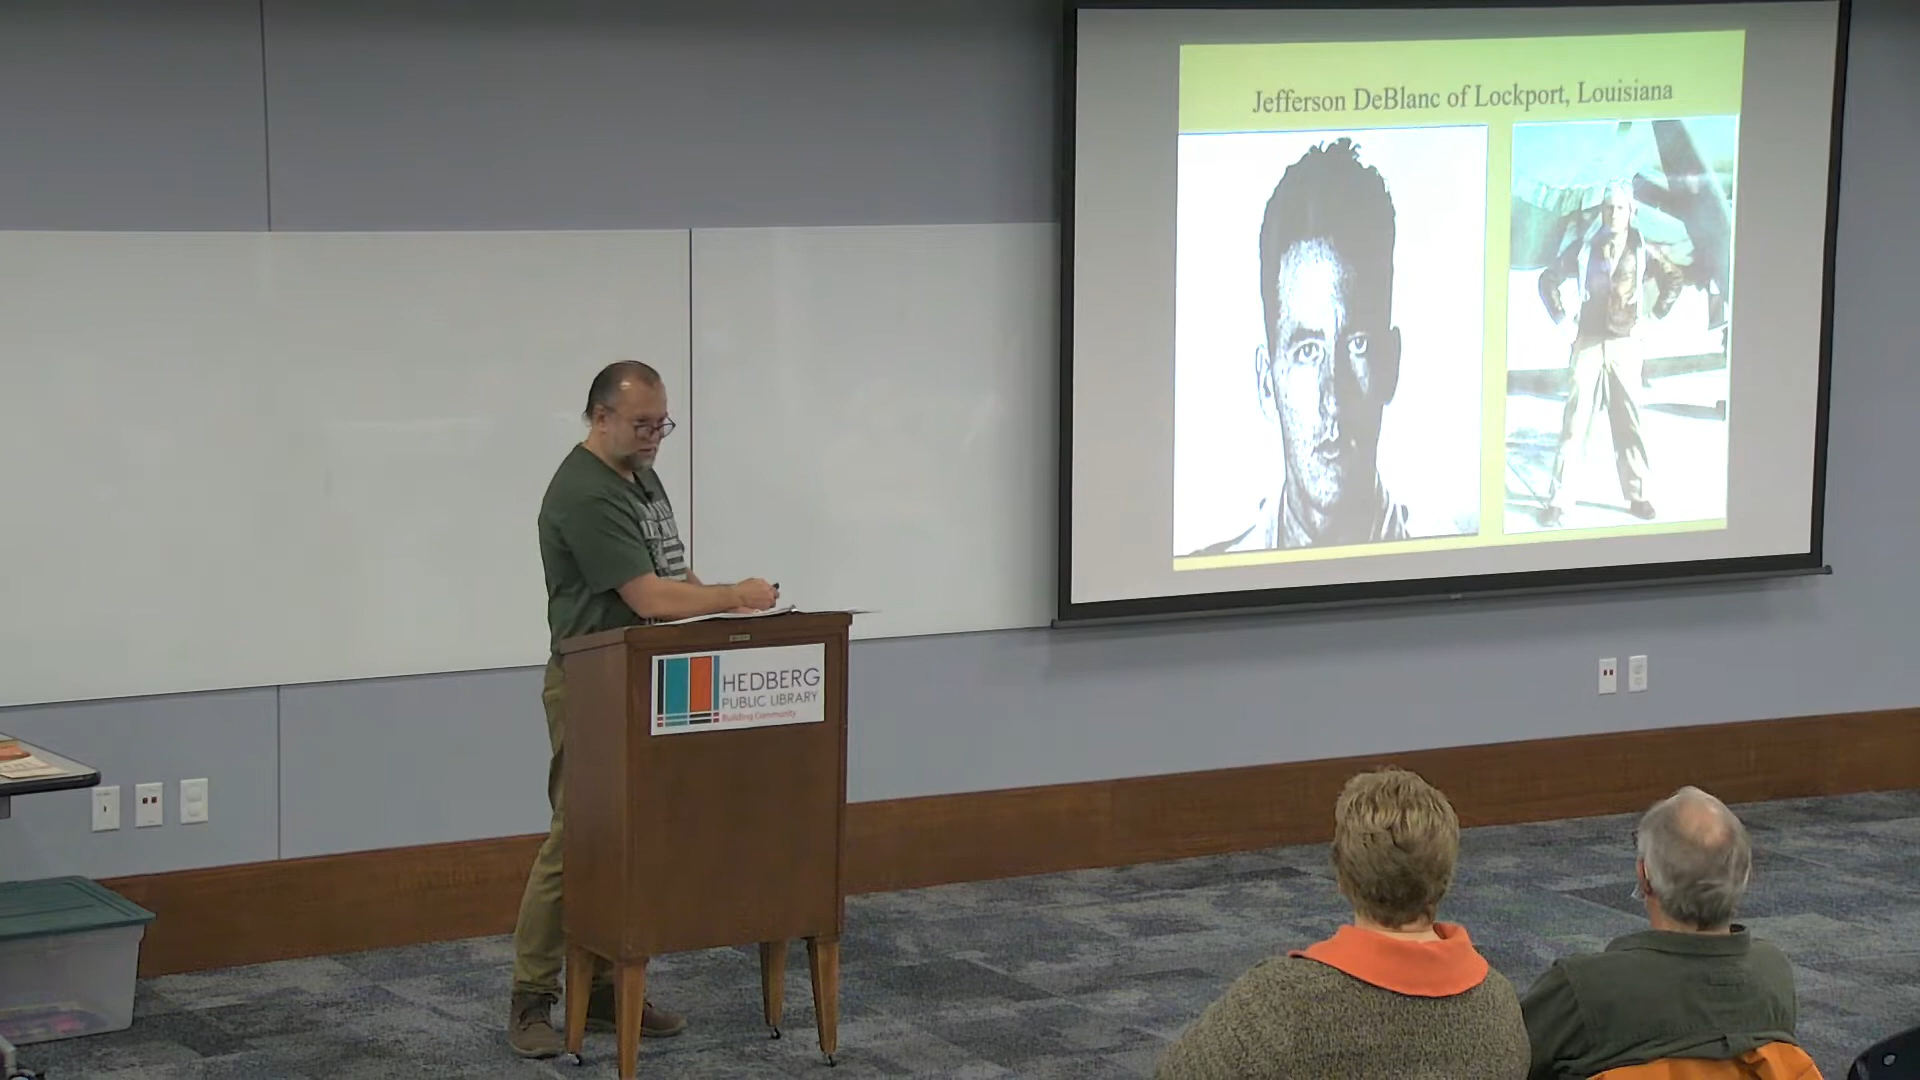 Jefferson DeBlanc of Lockport, Louisiana
HEDBERG
PUBLIC LIBRARY
Building Community